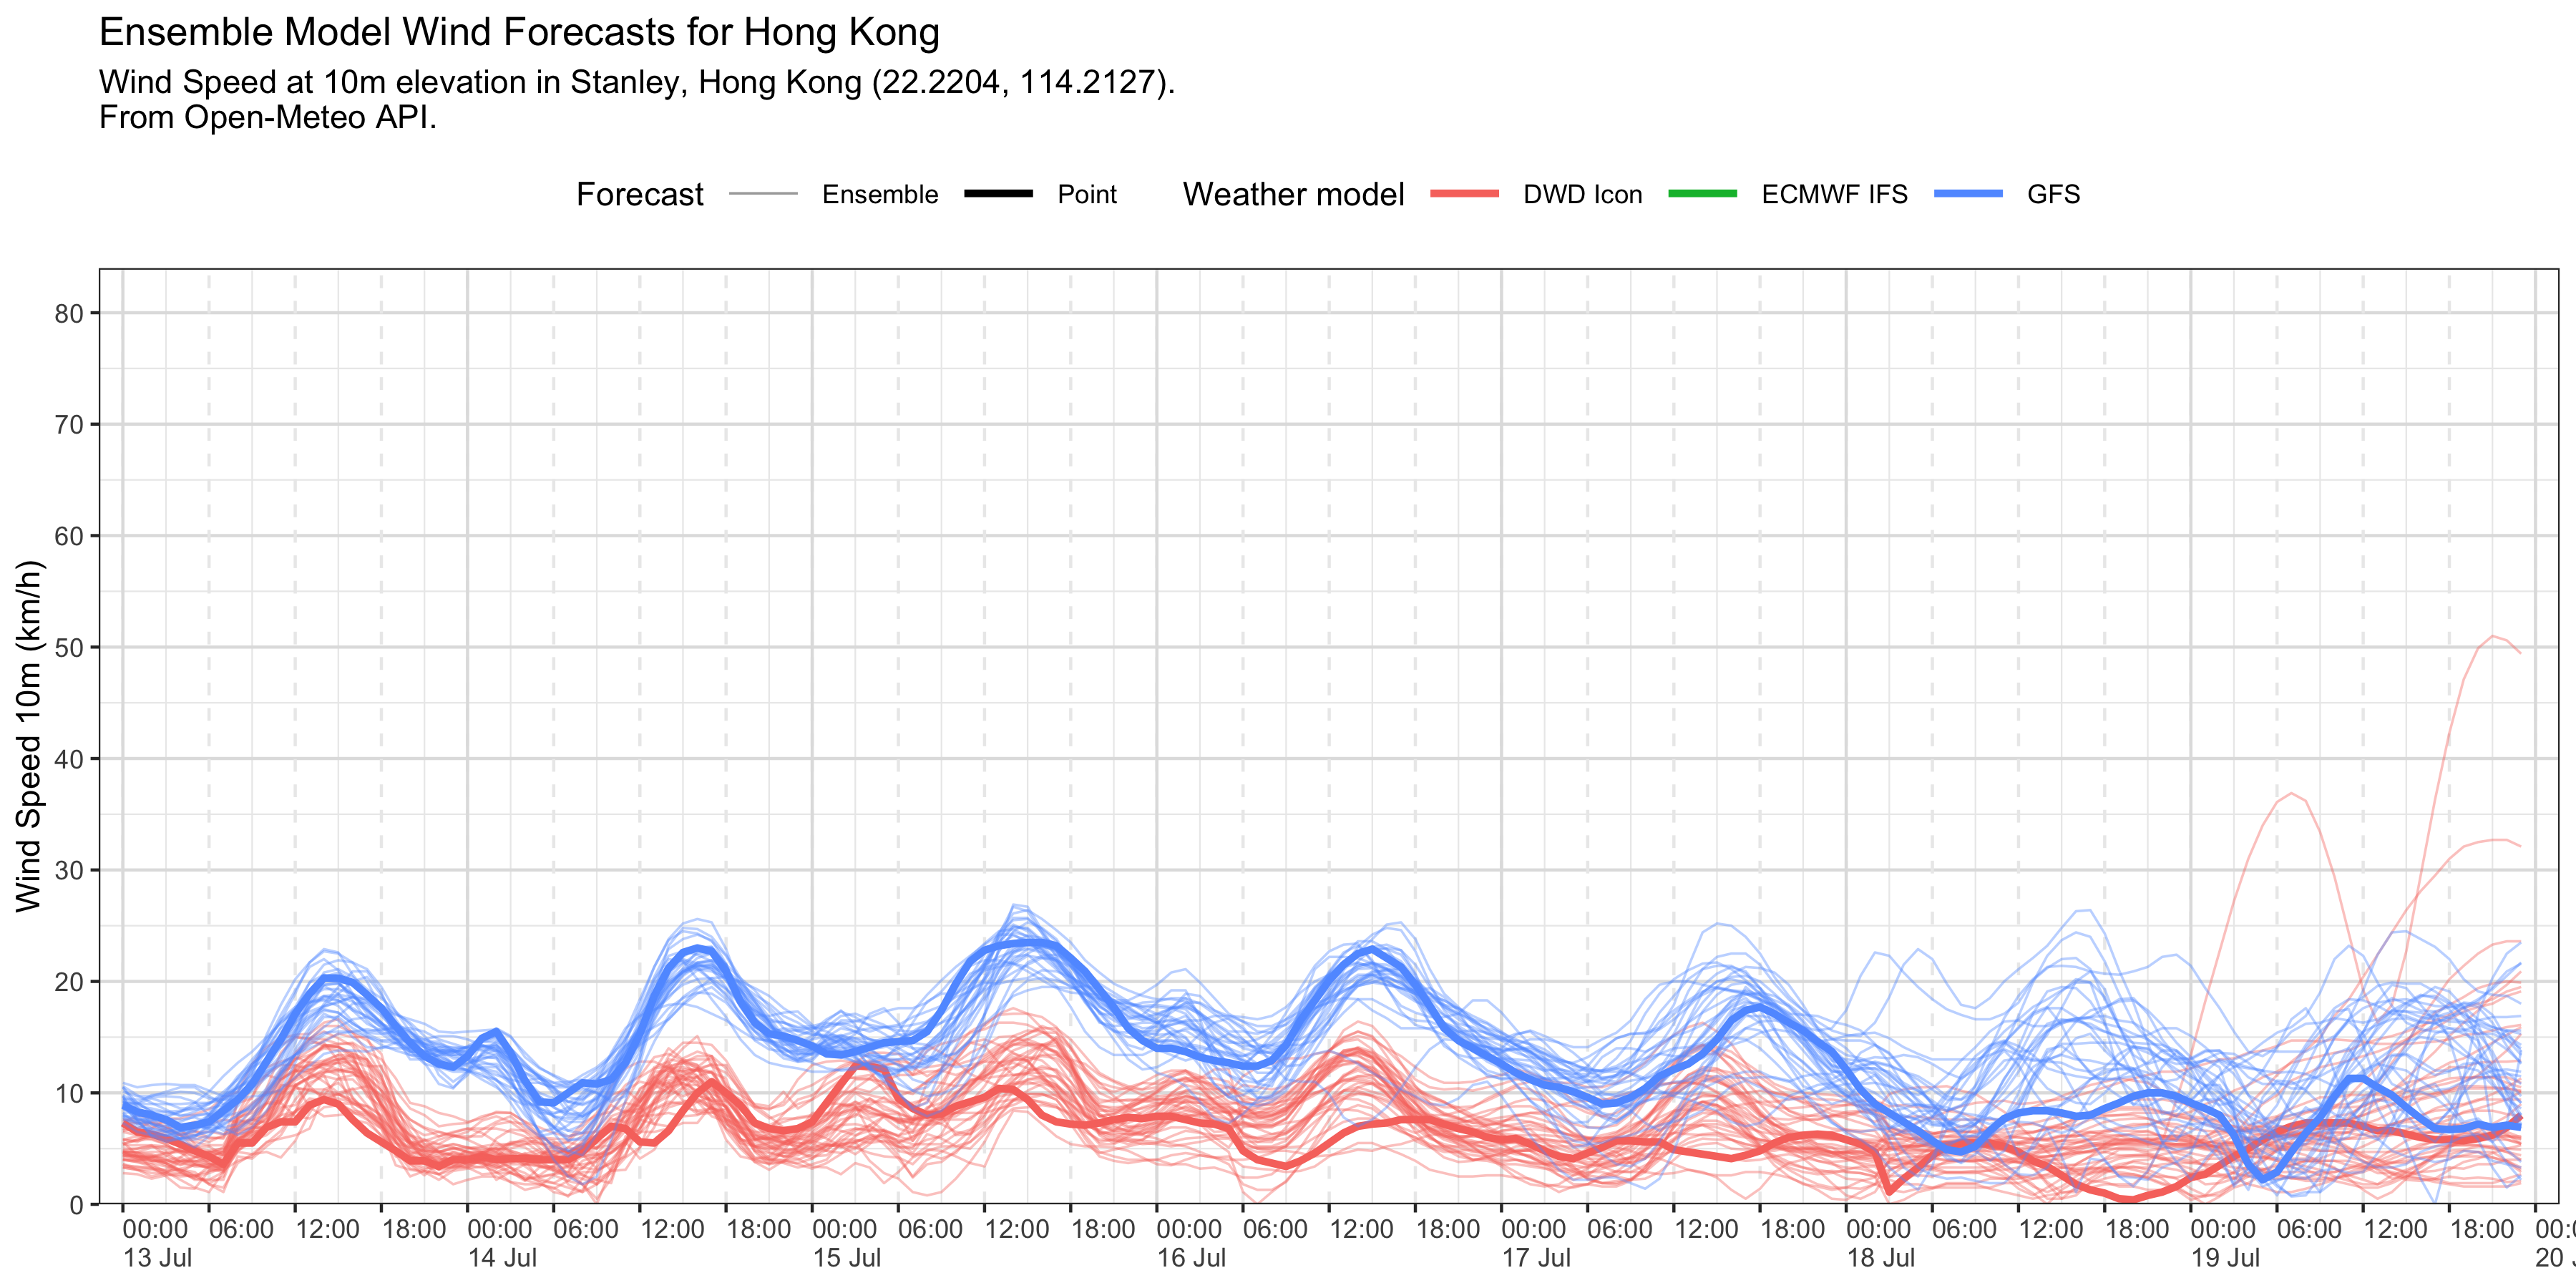 Ensemble Model Wind Forecasts for Hong Kong
Wind Speed at 10m elevation in Stanley, Hong Kong (22.2204, 114.2127).
From Open-Meteo API.
Forecast Ensemble Point Weather model DWD Icon ECMWF IFS GFS
Wind Speed 10m (km/h)
80
70
60
50
40
30
20
10
0
00:00 06:00 12:00 18:00 00:00 06:00 12:00 18:00 00:00 06:00 12:00 18:00 00:00 06:00 12:00 18:00 00:00 06:00 12:00 18:00 00:00 06:00 12:00 18:00 00:00 06:00 12:00 18:00
13 Jul 14 Jul 15 Jul 16 Jul 17 Jul 18 Jul 19 Jul 20